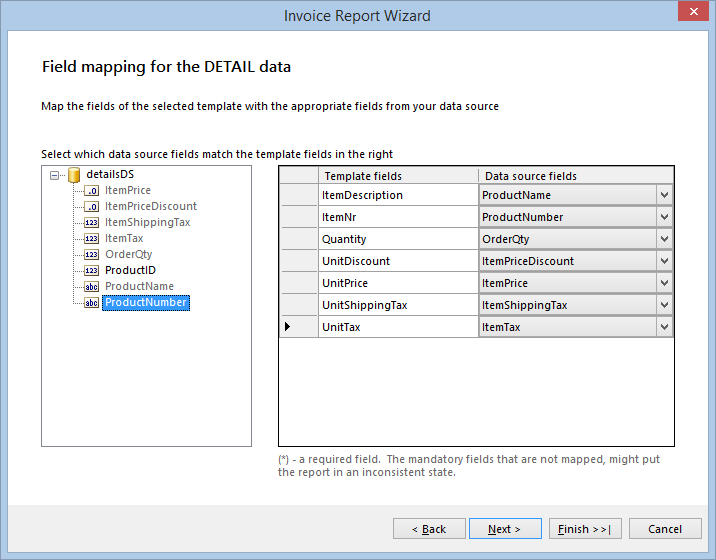 Invoice Report Wizard
Field mapping for the DETAIL data
Map the fields of the selected template with the appropriate fields from your data source
Select which data source fields match the template fields in the right
detailsDS
.0 ItemPrice
.0 ItemPriceDiscount
123 ItemShippingTax
123 ItemTax
123 OrderQty
123 ProductID
abc ProductName
abc ProductNumber
Template fields Data source fields
ItemDescription ProductName
ItemNr ProductNumber
Quantity OrderQty
UnitDiscount ItemPriceDiscount
UnitPrice ItemPrice
UnitShippingTax ItemShippingTax
UnitTax ItemTax
(*) - a required field. The mandatory fields that are not mapped, might put
the report in an inconsistent state.
< Back Next > Finish >>| Cancel